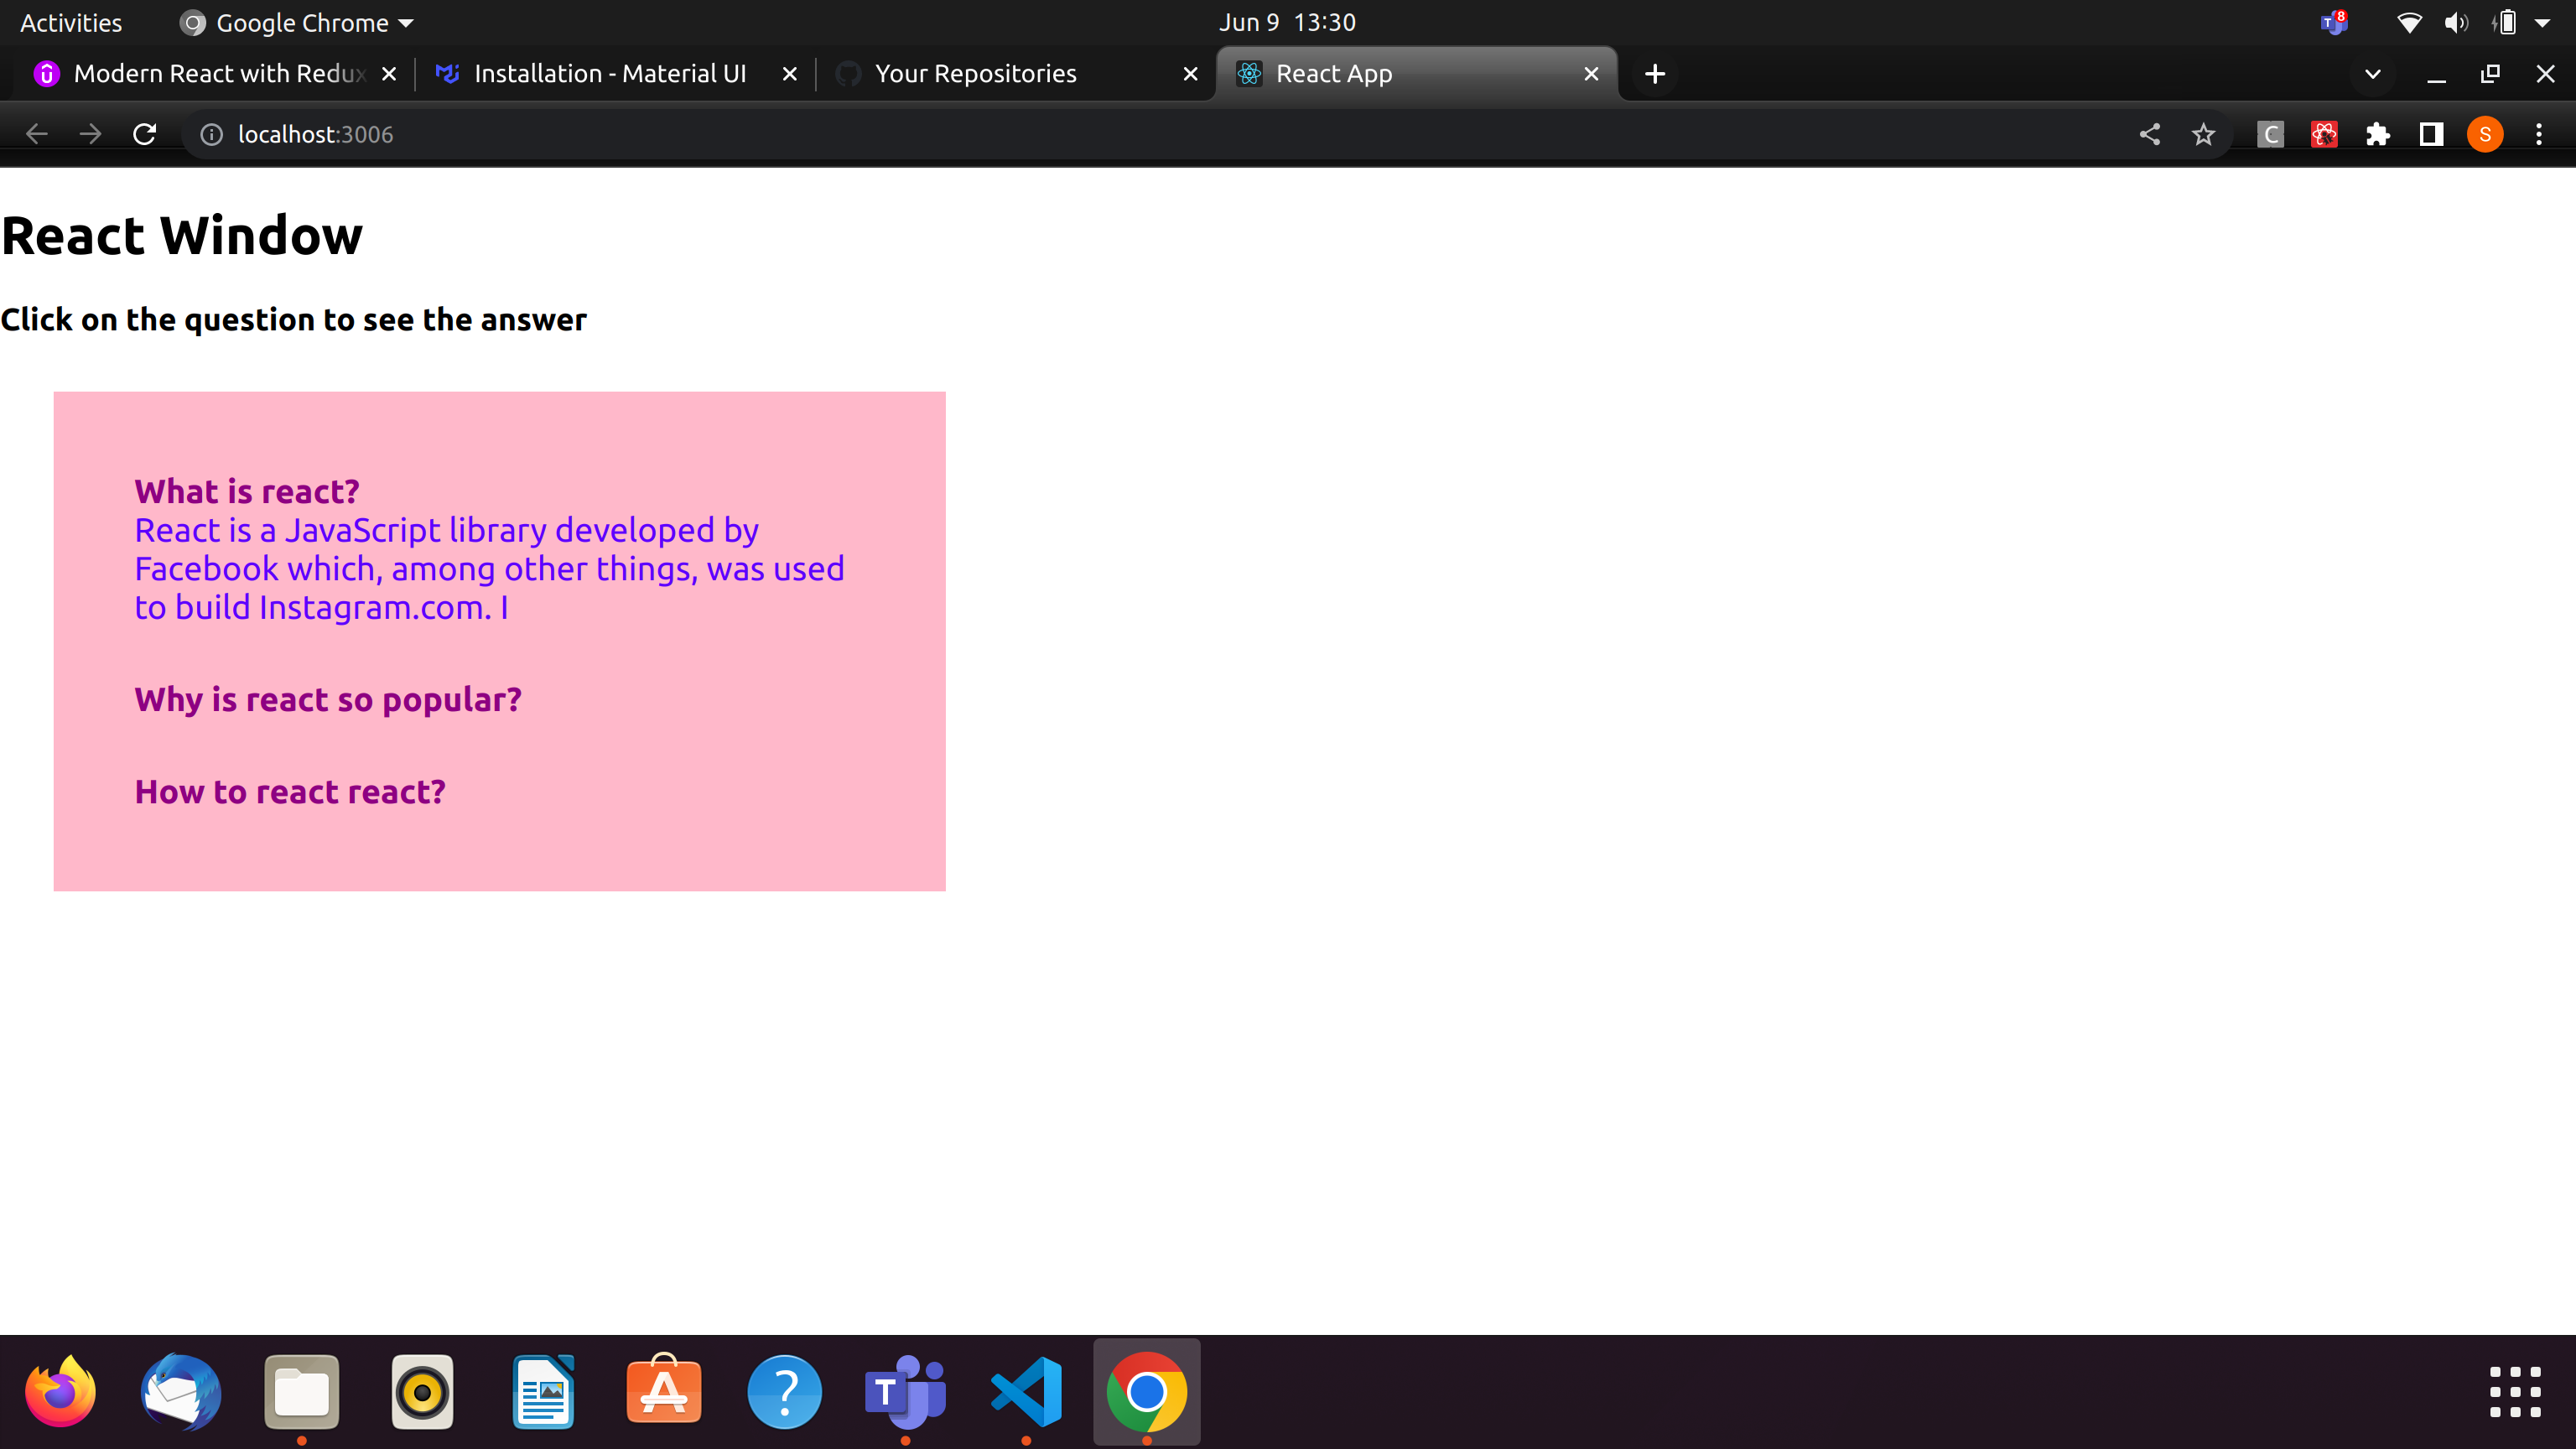 Activities
Google Chrome
Jun 9 13:30
8
Modern React with Redux
Installation - Material UI
Your Repositories
React App
localhost:3006
C
S
React Window
Click on the question to see the answer
What is react?
React is a JavaScript library developed by
Facebook which, among other things, was used
to build Instagram.com. I
Why is react so popular?
How to react react?